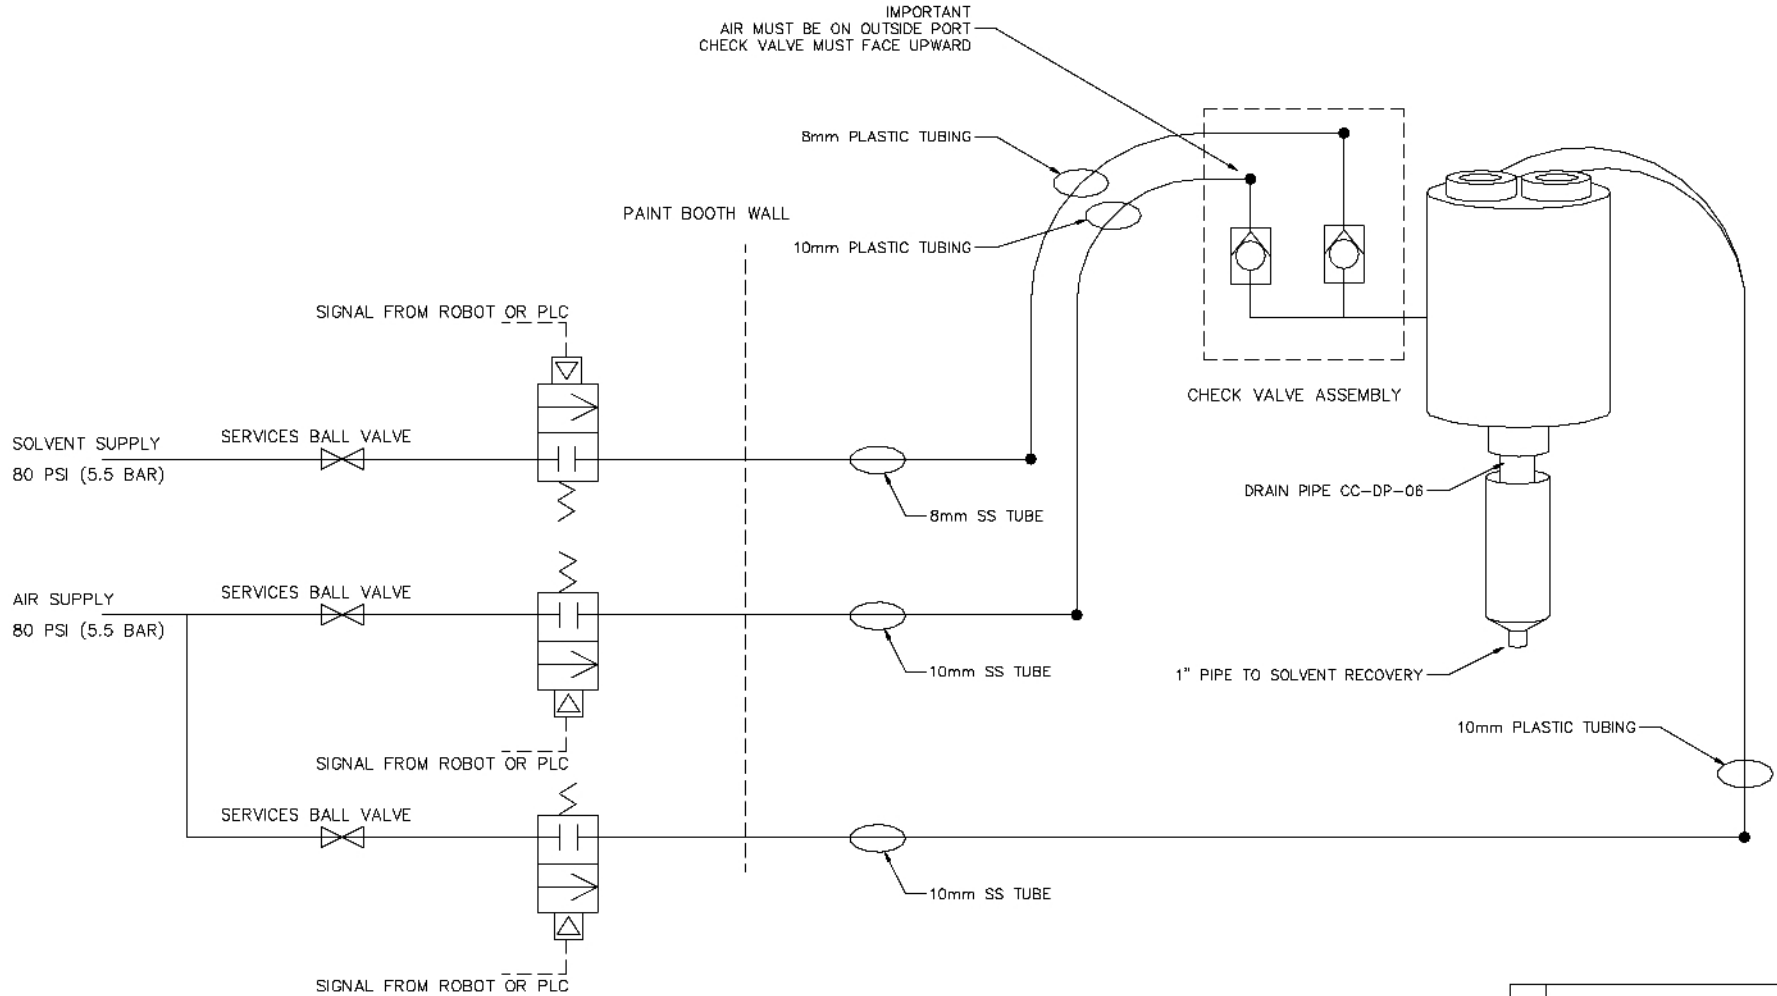 IMPORTANT
AIR MUST BE ON OUTSIDE PORT
CHECK VALVE MUST FACE UPWARD
8mm PLASTIC TUBING
PAINT BOOTH WALL
10mm PLASTIC TUBING
SIGNAL FROM ROBOT OR PLC
CHECK VALVE ASSEMBLY
SOLVENT SUPPLY
80 PSI (5.5 BAR)
SERVICES BALL VALVE
DRAIN PIPE CC-DP-06
8mm SS TUBE
AIR SUPPLY
80 PSI (5.5 BAR)
SERVICES BALL VALVE
10mm SS TUBE
1" PIPE TO SOLVENT RECOVERY
10mm PLASTIC TUBING
SIGNAL FROM ROBOT OR PLC
SERVICES BALL VALVE
10mm SS TUBE
SIGNAL FROM ROBOT OR PLC